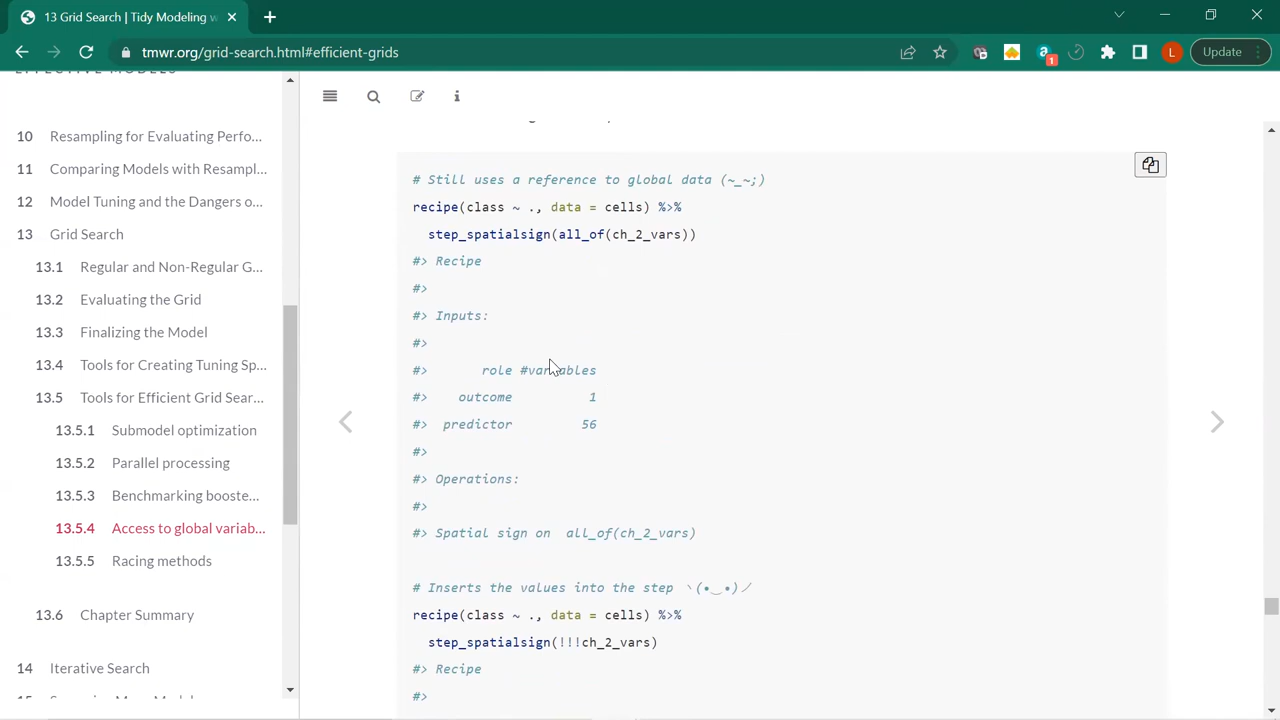 13 Grid Search | Tidy Modeling w
tmwr.org/grid-search.html#efficient-grids
1
L
Update
10 Resampling for Evaluating Perfo...
11 Comparing Models with Resampl...
12 Model Tuning and the Dangers o...
13 Grid Search
13.1 Regular and Non-Regular G...
13.2 Evaluating the Grid
13.3 Finalizing the Model
13.4 Tools for Creating Tuning Sp...
13.5 Tools for Efficient Grid Sear...
13.5.1 Submodel optimization
13.5.2 Parallel processing
13.5.3 Benchmarking booste...
13.5.4 Access to global variab...
13.5.5 Racing methods
13.6 Chapter Summary
14 Iterative Search
# Still uses a reference to global data (~_~;)
recipe(class ~ ., data = cells) %>%
step_spatialsign(all_of(ch_2_vars))
#> Recipe
#>
#> Inputs:
#>
#> role #variables
#> outcome 1
#> predictor 56
#>
#> Operations:
#>
#> Spatial sign on all_of(ch_2_vars)
# Inserts the values into the step ヽ(•‿•)ノ
recipe(class ~ ., data = cells) %>%
step_spatialsign(!!!ch_2_vars)
#> Recipe
#>